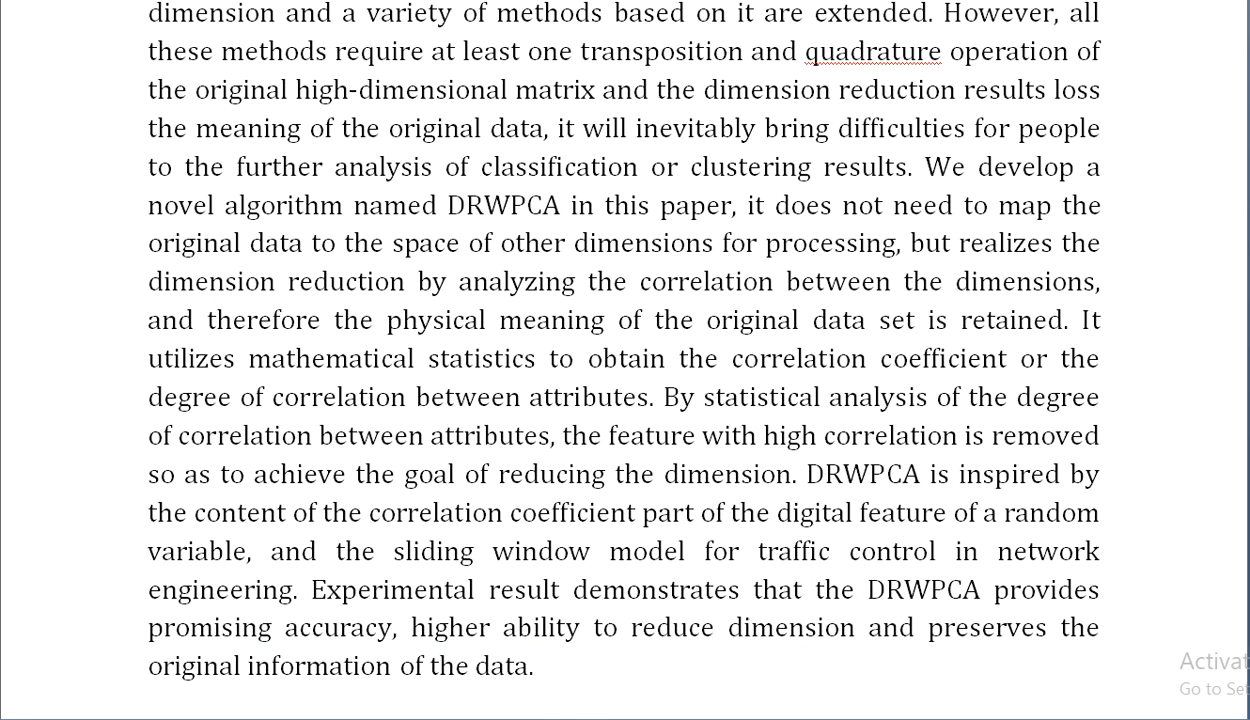 dimension and a variety of methods based on it are extended. However, all
these methods require at least one transposition and quadrature operation of
the original high-dimensional matrix and the dimension reduction results loss
the meaning of the original data, it will inevitably bring difficulties for people
to the further analysis of classification or clustering results. We develop a
novel algorithm named DRWPCA in this paper, it does not need to map the
original data to the space of other dimensions for processing, but realizes the
dimension reduction by analyzing the correlation between the dimensions,
and therefore the physical meaning of the original data set is retained. It
utilizes mathematical statistics to obtain the correlation coefficient or the
degree of correlation between attributes. By statistical analysis of the degree
of correlation between attributes, the feature with high correlation is removed
so as to achieve the goal of reducing the dimension. DRWPCA is inspired by
the content of the correlation coefficient part of the digital feature of a random
variable, and the sliding window model for traffic control in network
engineering. Experimental result demonstrates that the DRWPCA provides
promising accuracy, higher ability to reduce dimension and preserves the
original information of the data.
Activat
Go to Set